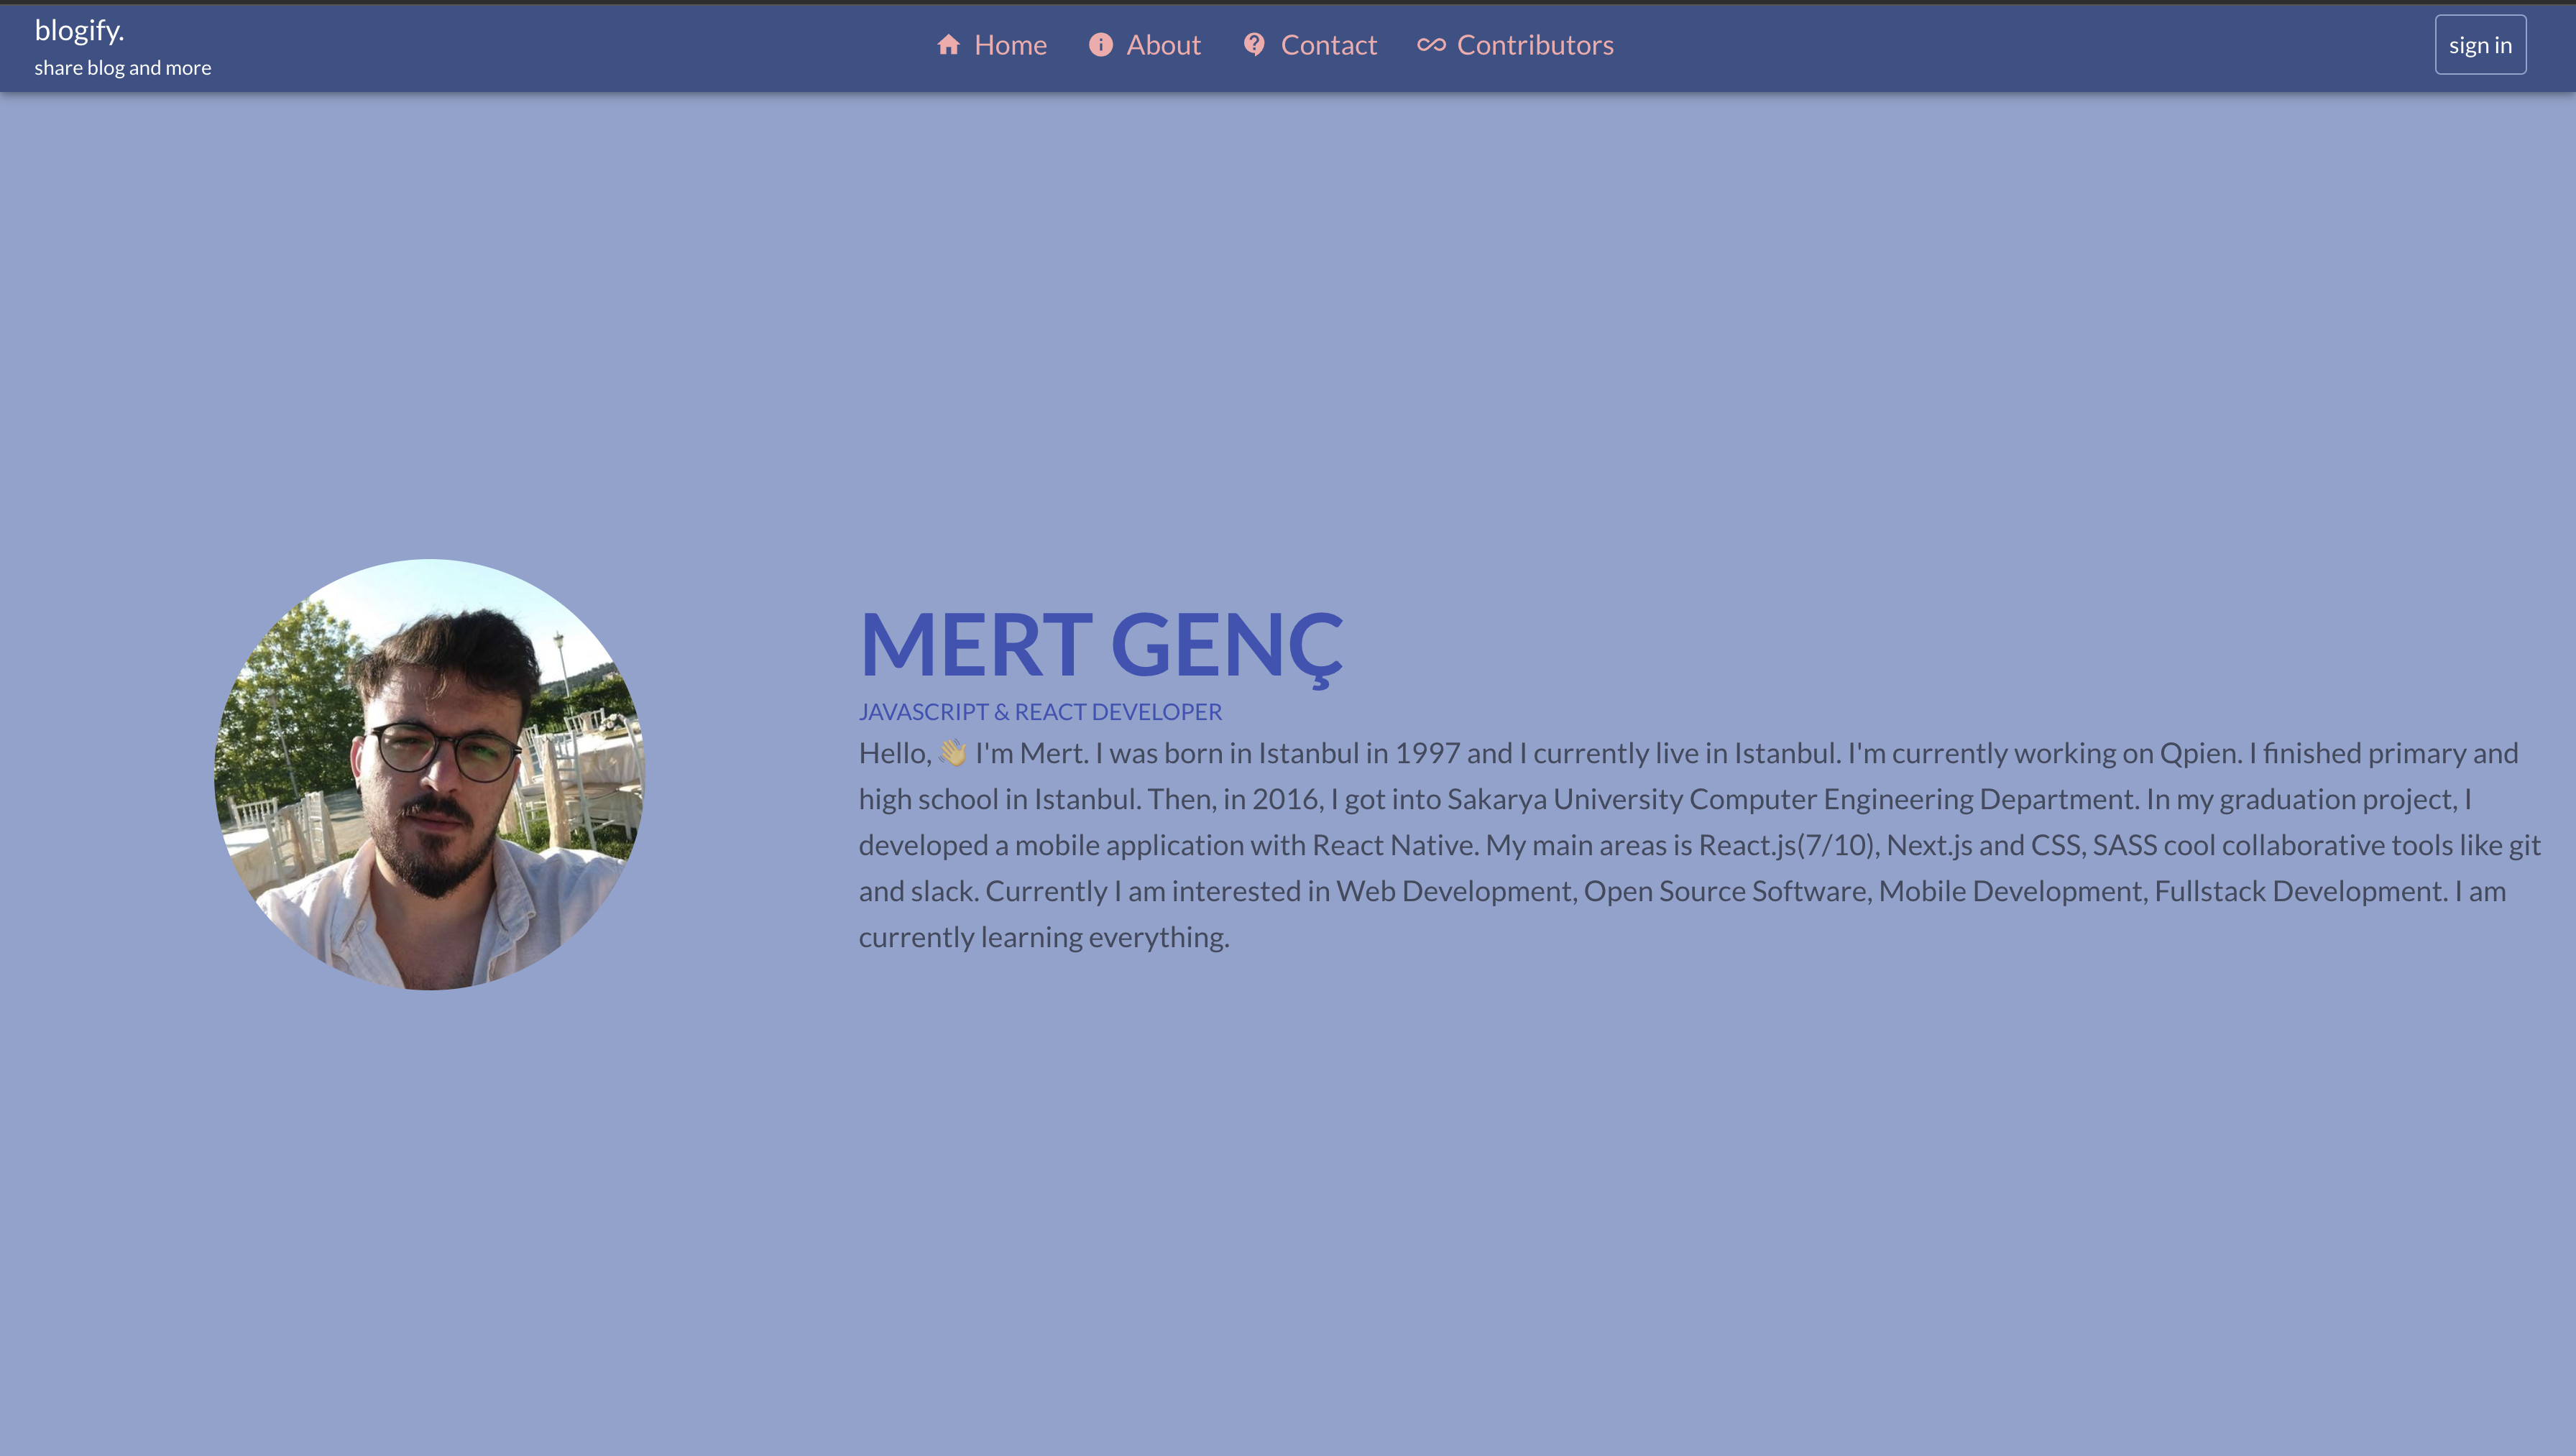 blogify.
share blog and more
Home
About
Contact
Contributors
sign in
MERT GENÇ
JAVASCRIPT & REACT DEVELOPER
Hello, 👋 I'm Mert. I was born in Istanbul in 1997 and I currently live in Istanbul. I'm currently working on Qpien. I finished primary and
high school in Istanbul. Then, in 2016, I got into Sakarya University Computer Engineering Department. In my graduation project, I
developed a mobile application with React Native. My main areas is React.js(7/10), Next.js and CSS, SASS cool collaborative tools like git
and slack. Currently I am interested in Web Development, Open Source Software, Mobile Development, Fullstack Development. I am
currently learning everything.